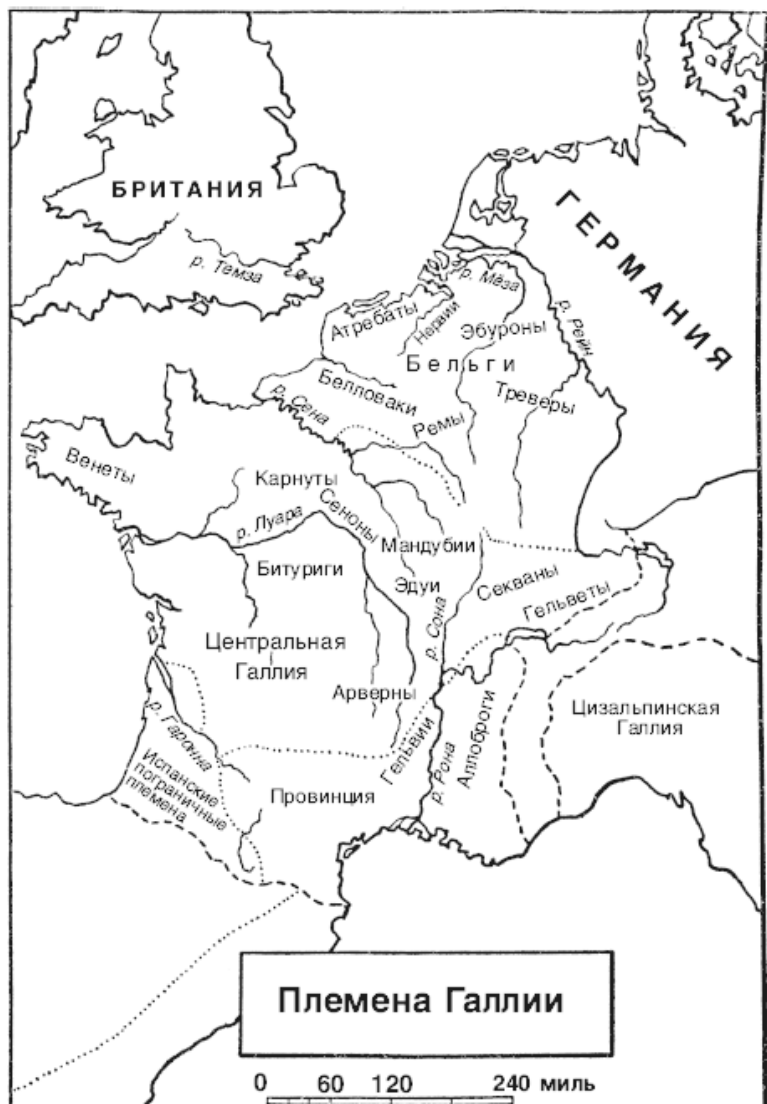 БРИТАНИЯ
ГЕРМАНИЯ
р. Темза
р. Мёза
Атребаты
Нервии
Эбуроны
р. Рейн
Бельги
Белловаки
Треверы
р. Сена
Ремы
Венеты
Карнуты
р. Луара
Сеноны
Мандубии
Битуриги
Эдуи
Секваны
Гельветы
р. Сона
Центральная
Галлия
Арверны
Цизальпинская
Галлия
р. Гаронна
Гельвии
р. Рона
Аллоброги
Испанские
пограничные
племена
Провинция
Племена Галлии
0 60 120 240 миль